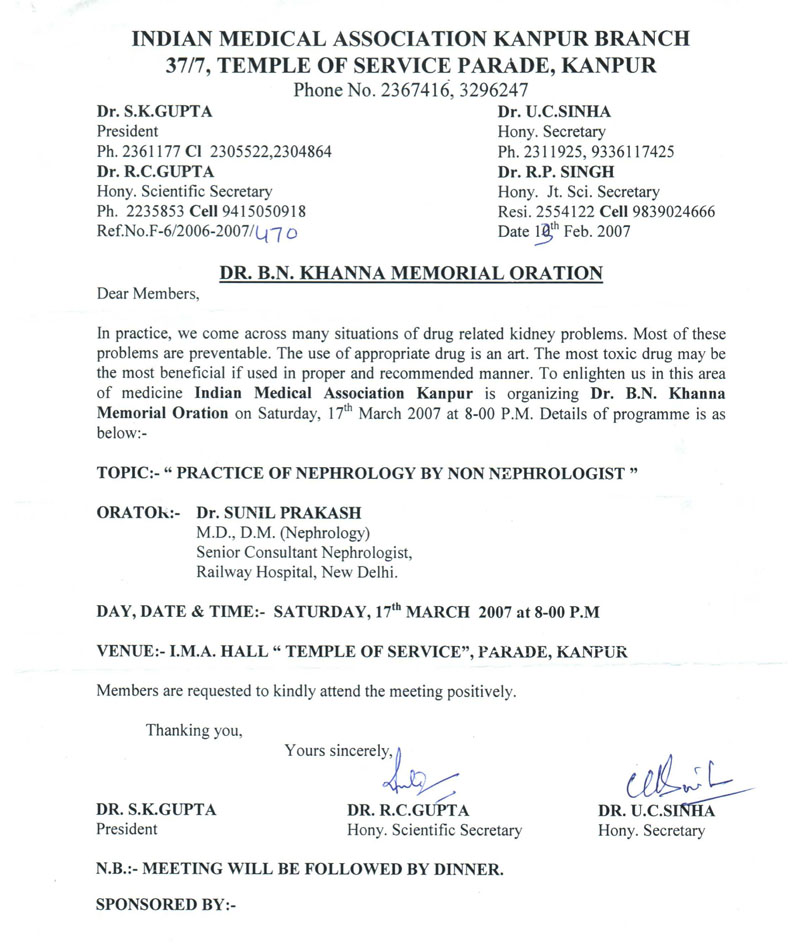 INDIAN MEDICAL ASSOCIATION KANPUR BRANCH
37/7, TEMPLE OF SERVICE PARADE, KANPUR
Phone No. 2367416, 3296247
Dr. S.K.GUPTA
President
Ph. 2361177 Cl 2305522,2304864
Dr. R.C.GUPTA
Hony. Scientific Secretary
Ph. 2235853 Cell 9415050918
Ref.No.F-6/2006-2007/470
Dr. U.C.SINHA
Hony. Secretary
Ph. 2311925, 9336117425
Dr. R.P. SINGH
Hony. Jt. Sci. Secretary
Resi. 2554122 Cell 9839024666
Date 13th Feb. 2007
DR. B.N. KHANNA MEMORIAL ORATION
Dear Members,
In practice, we come across many situations of drug related kidney problems. Most of these
problems are preventable. The use of appropriate drug is an art. The most toxic drug may be
the most beneficial if used in proper and recommended manner. To enlighten us in this area
of medicine Indian Medical Association Kanpur is organizing Dr. B.N. Khanna
Memorial Oration on Saturday, 17th March 2007 at 8-00 P.M. Details of programme is as
below:-
TOPIC:- “ PRACTICE OF NEPHROLOGY BY NON NEPHROLOGIST ”
ORATOR:- Dr. SUNIL PRAKASH
M.D., D.M. (Nephrology)
Senior Consultant Nephrologist,
Railway Hospital, New Delhi.
DAY, DATE & TIME:- SATURDAY, 17th MARCH 2007 at 8-00 P.M
VENUE:- I.M.A. HALL “ TEMPLE OF SERVICE”, PARADE, KANPUR
Members are requested to kindly attend the meeting positively.
Thanking you,
Yours sincerely,
DR. S.K.GUPTA
President
DR. R.C.GUPTA
Hony. Scientific Secretary
DR. U.C.SINHA
Hony. Secretary
N.B.:- MEETING WILL BE FOLLOWED BY DINNER.
SPONSORED BY:-